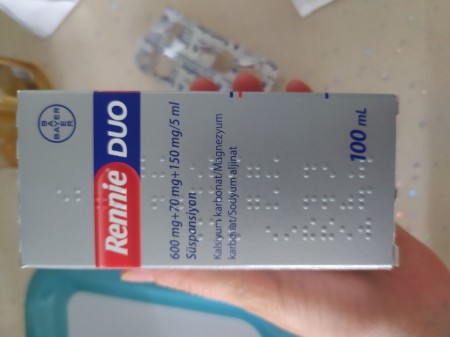 BAYER
BAYER
Rennie® DUO
600 mg+70 mg+150 mg/5 ml
Süspansiyon
Kalsiyum karbonat/Magnezyum
karbonat/Sodyum aljinat
100 mL